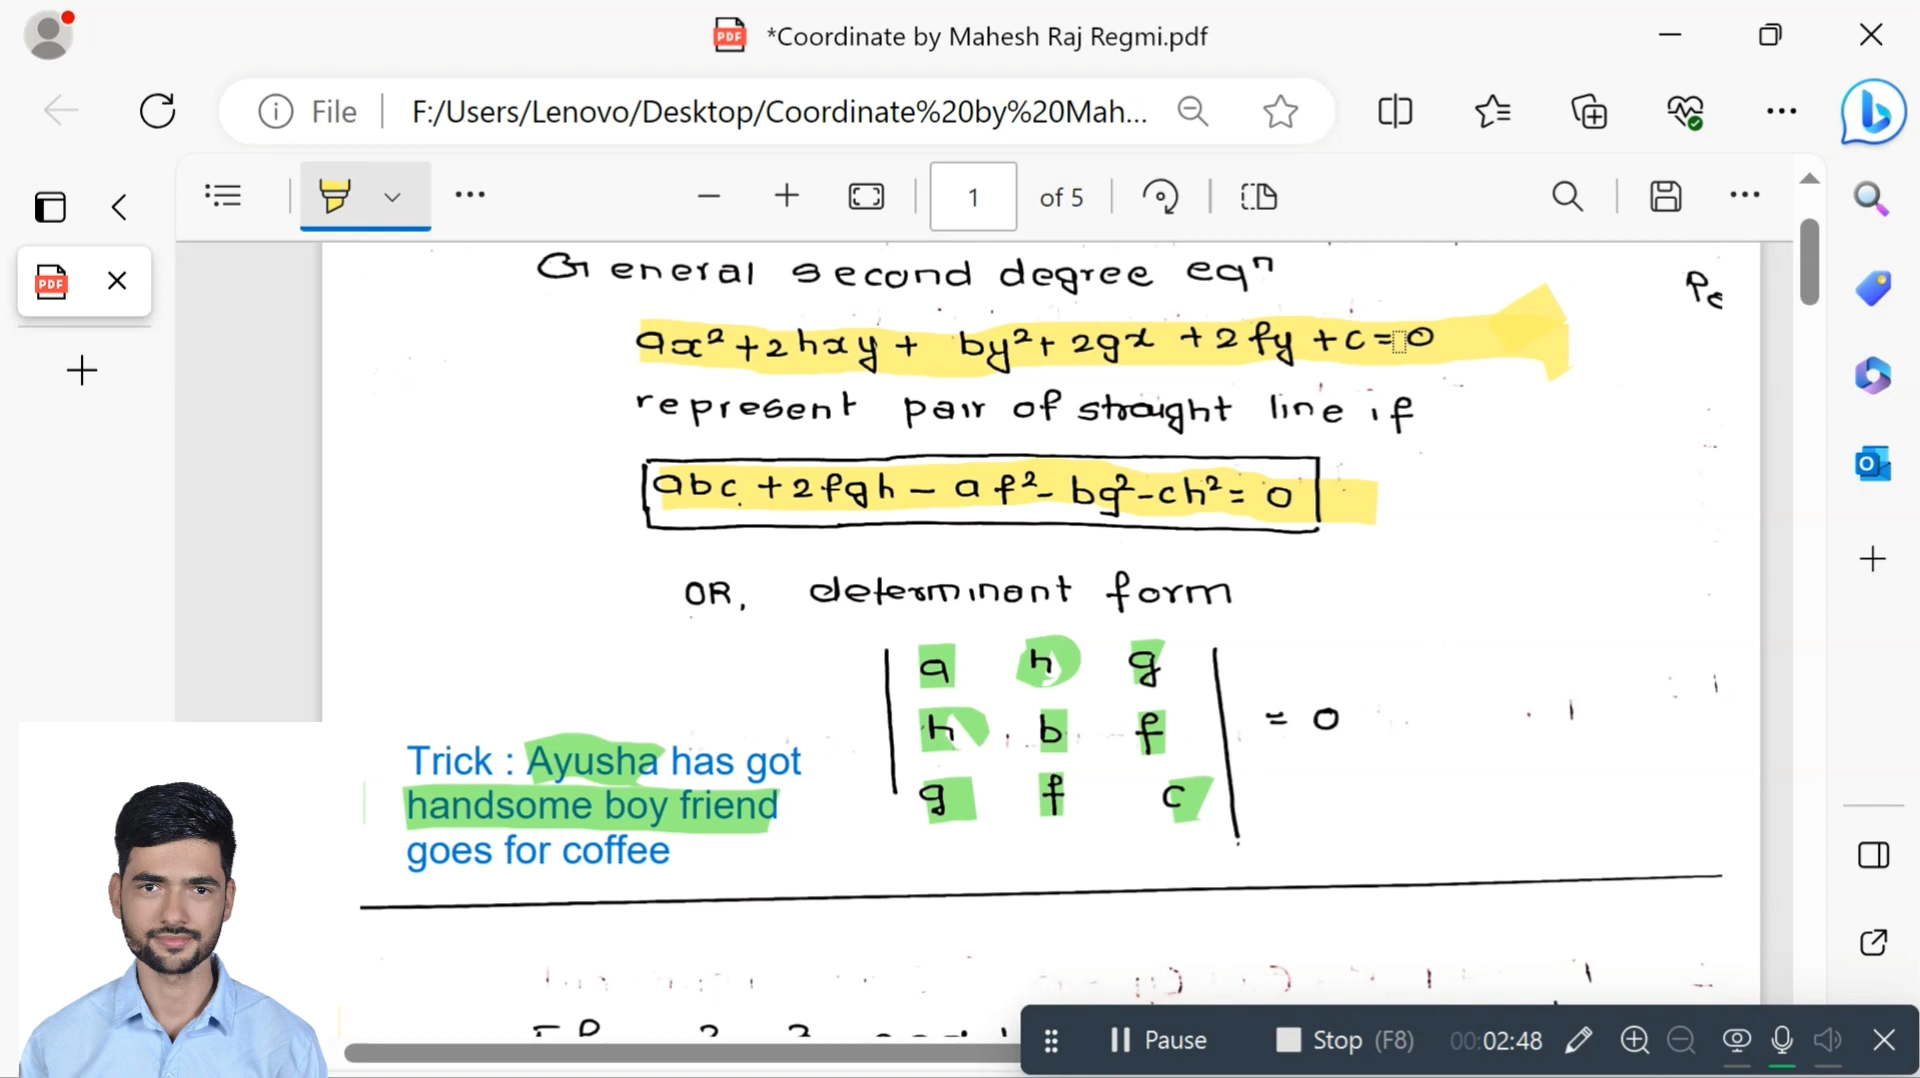 *Coordinate by Mahesh Raj Regmi.pdf
File F:/Users/Lenovo/Desktop/Coordinate%20by%20Mah...
1 of 5
General second degree eqⁿ
ax² + 2hxy + by² + 2gx + 2fy + c = 0
represent pair of straight line if
abc + 2fgh - af² - bg² - ch² = 0
OR, determinant form
a h g
h b f = 0
g f c
Trick : Ayusha has got
handsome boy friend
goes for coffee
Pause Stop (F8) 00:02:48